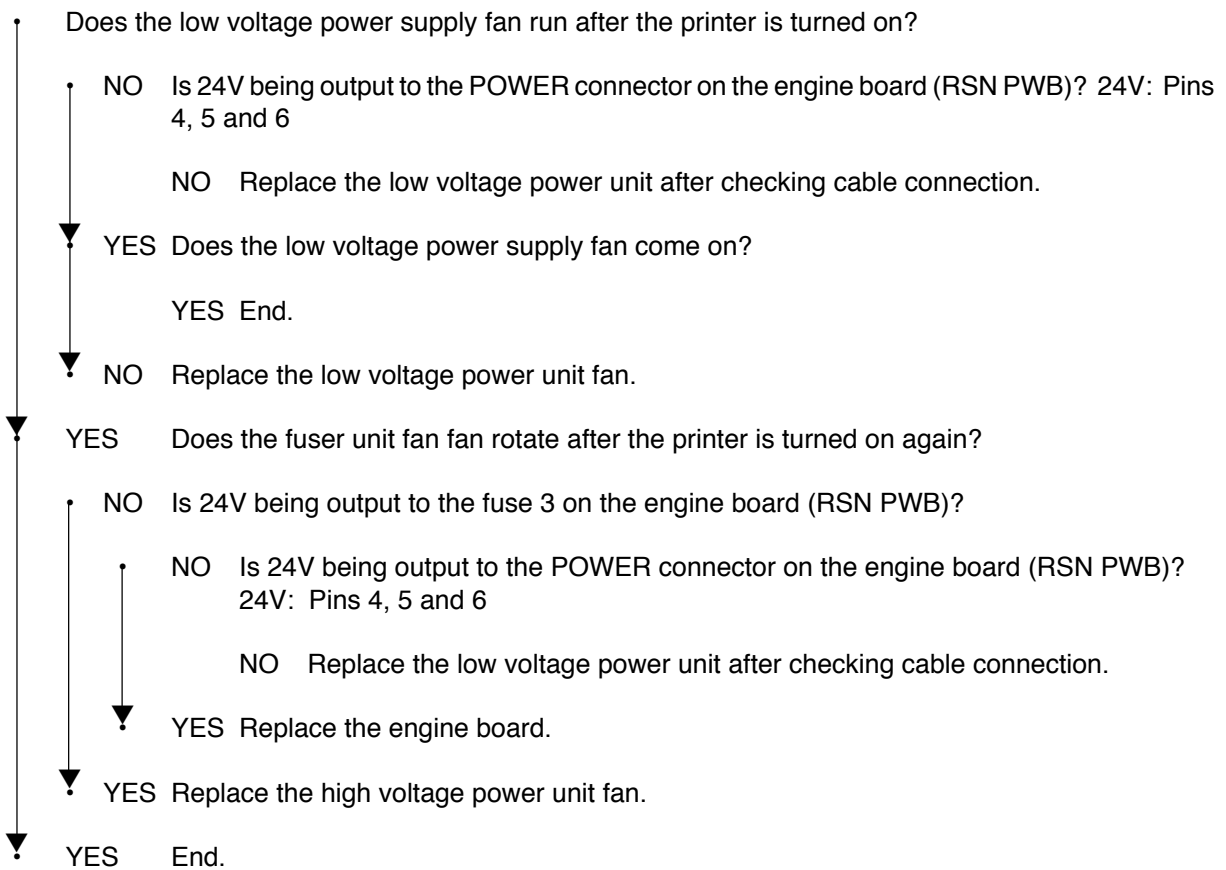 Does the low voltage power supply fan run after the printer is turned on?
NO Is 24V being output to the POWER connector on the engine board (RSN PWB)? 24V: Pins
4, 5 and 6
NO Replace the low voltage power unit after checking cable connection.
YES Does the low voltage power supply fan come on?
YES End.
NO Replace the low voltage power unit fan.
YES Does the fuser unit fan fan rotate after the printer is turned on again?
NO Is 24V being output to the fuse 3 on the engine board (RSN PWB)?
NO Is 24V being output to the POWER connector on the engine board (RSN PWB)?
24V: Pins 4, 5 and 6
NO Replace the low voltage power unit after checking cable connection.
YES Replace the engine board.
YES Replace the high voltage power unit fan.
YES End.